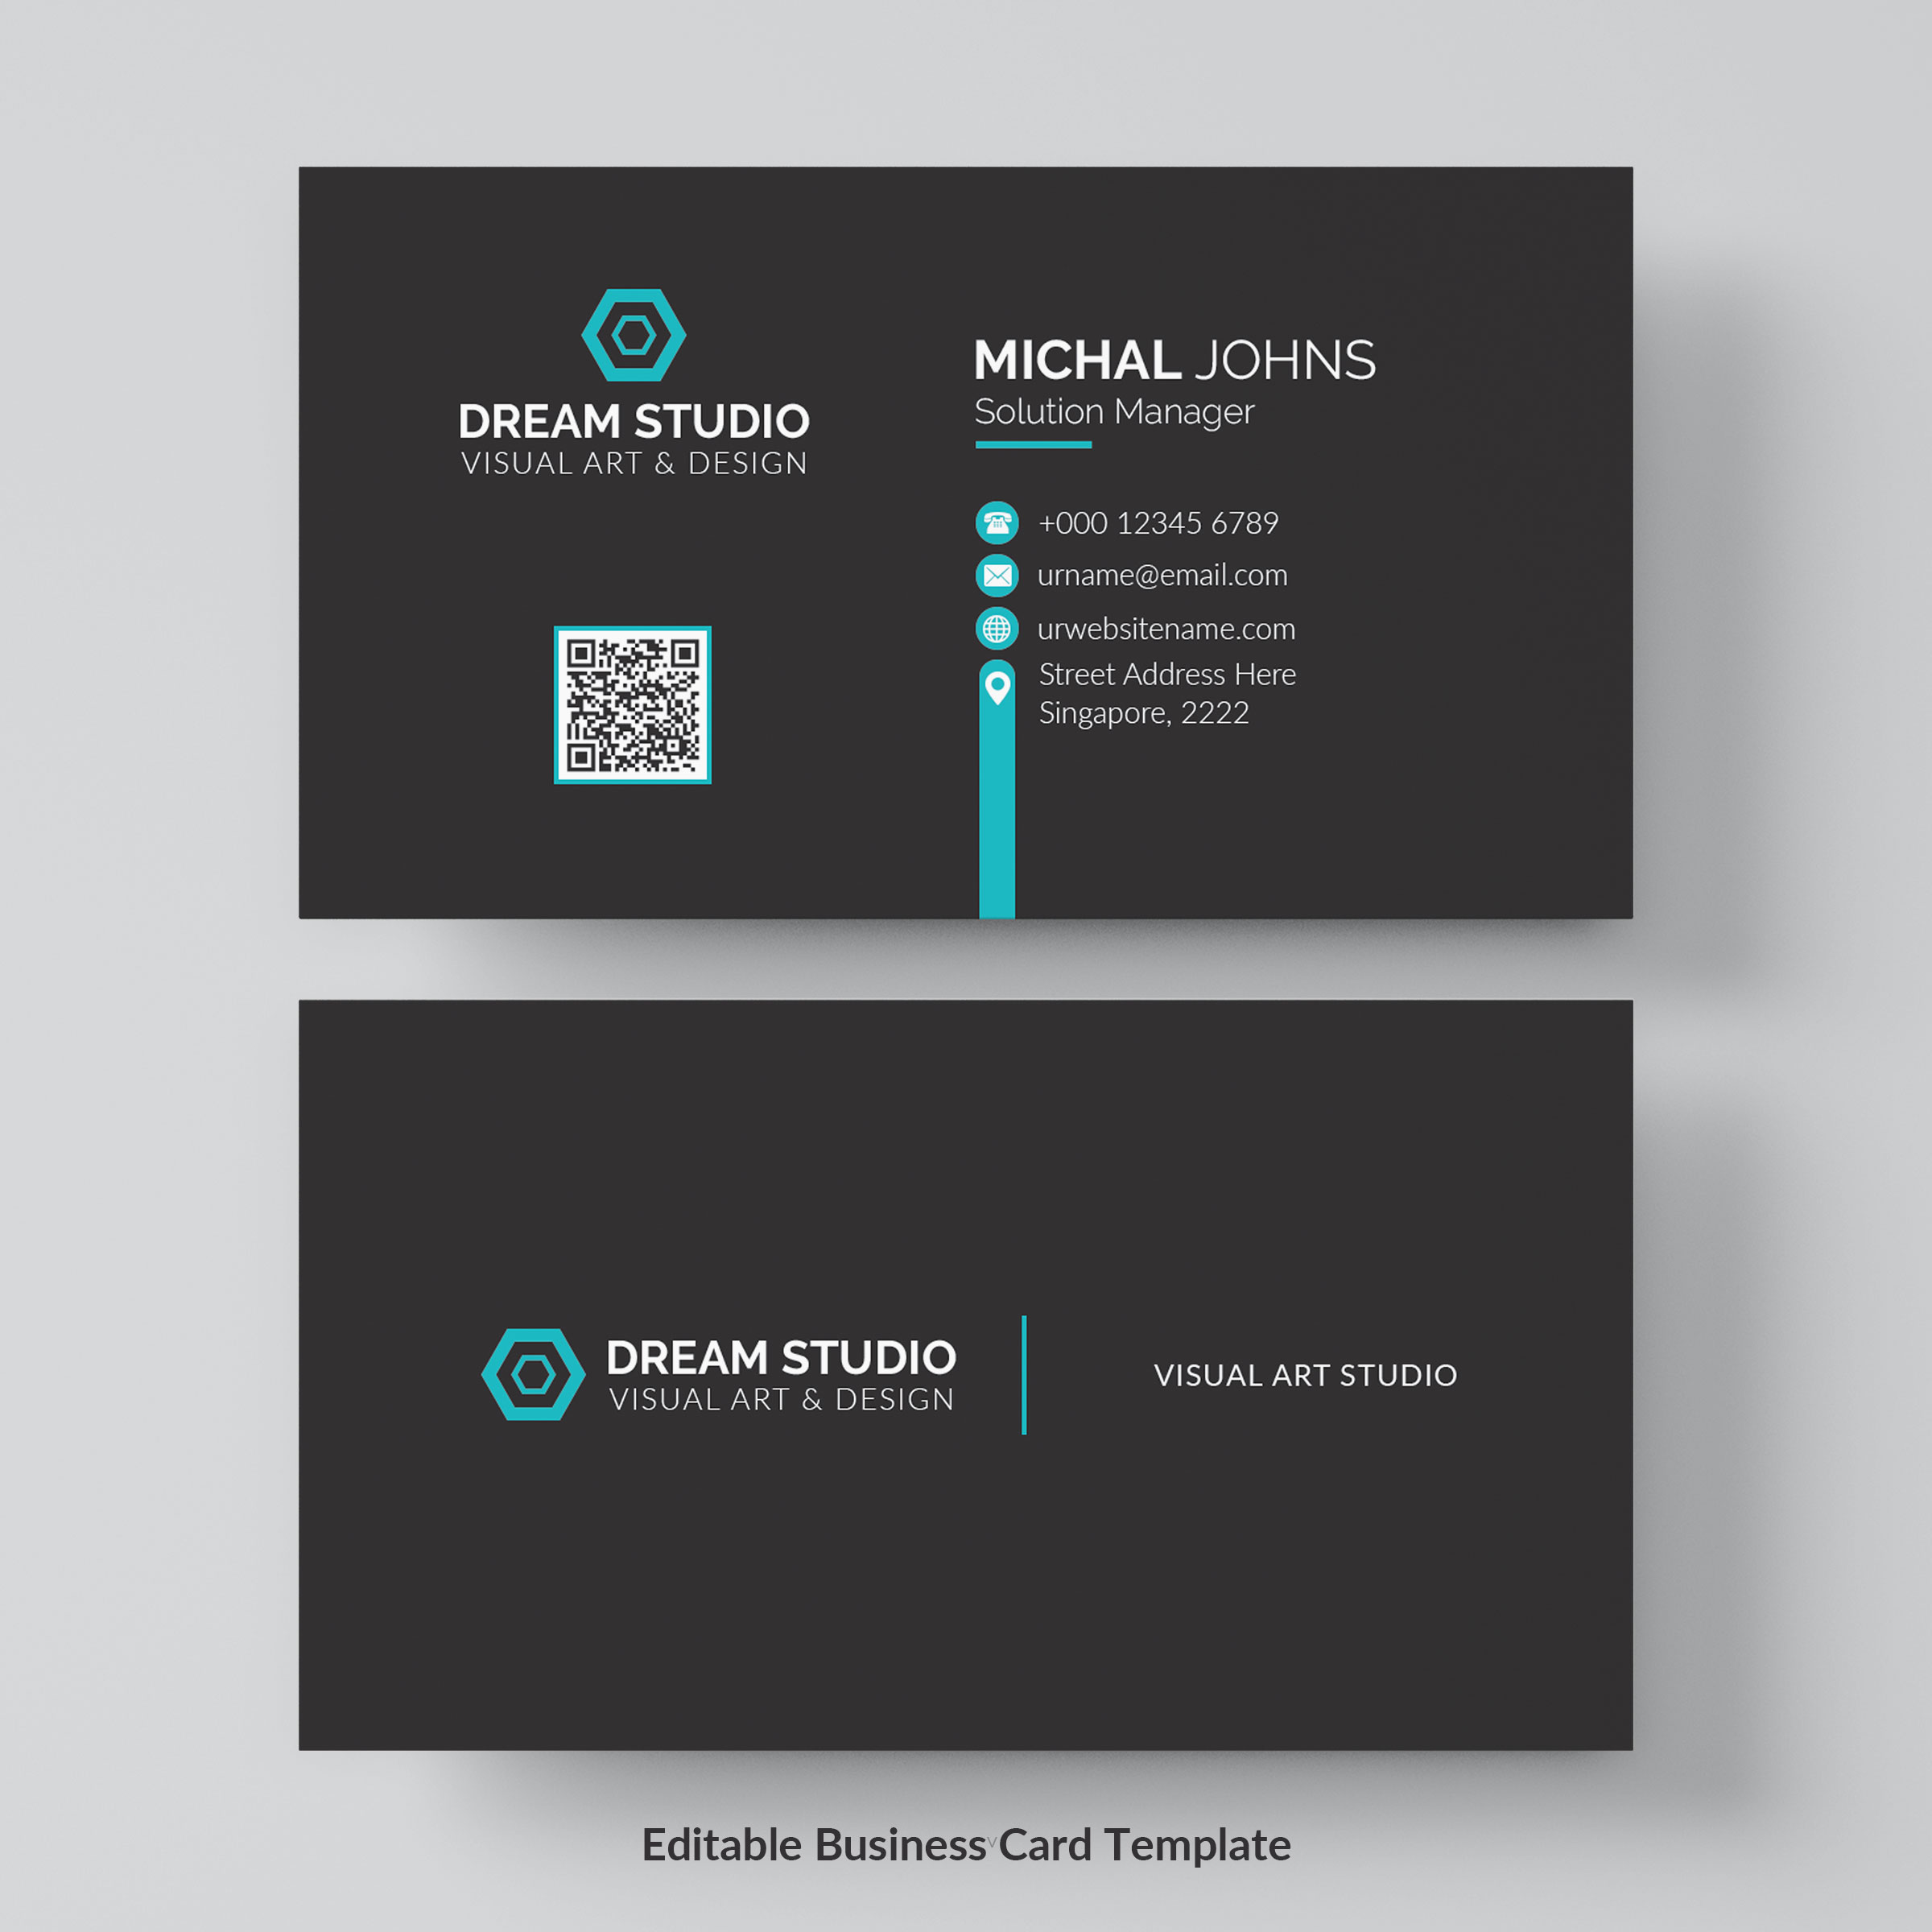 DREAM STUDIO
VISUAL ART & DESIGN
MICHAL JOHNS
Solution Manager
+000 12345 6789
urname@email.com
urwebsitename.com
Street Address Here
Singapore, 2222
DREAM STUDIO
VISUAL ART & DESIGN
VISUAL ART STUDIO
Editable Business v Card Template